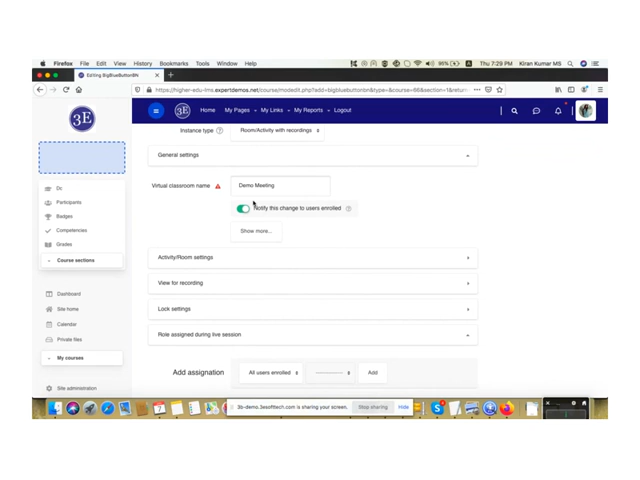 Firefox File Edit View History Bookmarks Tools Window Help
95% Thu 7:29 PM Kiran Kumar MS
Editing BigBlueButtonBN
https://higher-edu-lms.expertdemos.net/course/modedit.php?add=bigbluebuttonbn&type=&course=66&section=1&return
3E
3E Home My Pages My Links My Reports Logout
Instance type Room/Activity with recordings
General settings
Virtual classroom name Demo Meeting
Notify this change to users enrolled
Show more...
Dc
Participants
Badges
Competencies
Grades
Course sections
Activity/Room settings
View for recording
Lock settings
Role assigned during live session
Dashboard
Site home
Calendar
Private files
My courses
Site administration
Add assignation All users enrolled Add
3b-demo.3esofttech.com is sharing your screen. Stop sharing Hide